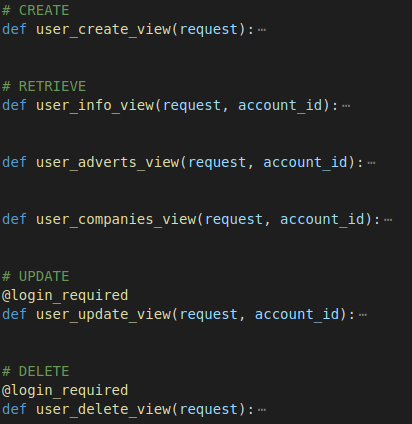 # CREATE
def user_create_view(request):⋯
# RETRIEVE
def user_info_view(request, account_id):⋯
def user_adverts_view(request, account_id):⋯
def user_companies_view(request, account_id):⋯
# UPDATE
@login_required
def user_update_view(request, account_id):⋯
# DELETE
@login_required
def user_delete_view(request):⋯